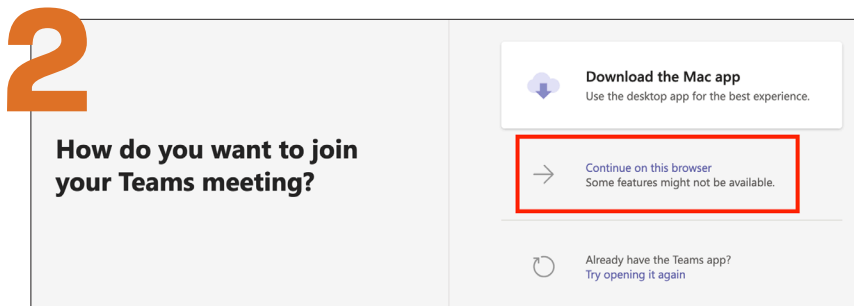 2
How do you want to join
your Teams meeting?
Download the Mac app
Use the desktop app for the best experience.
Continue on this browser
Some features might not be available.
Already have the Teams app?
Try opening it again